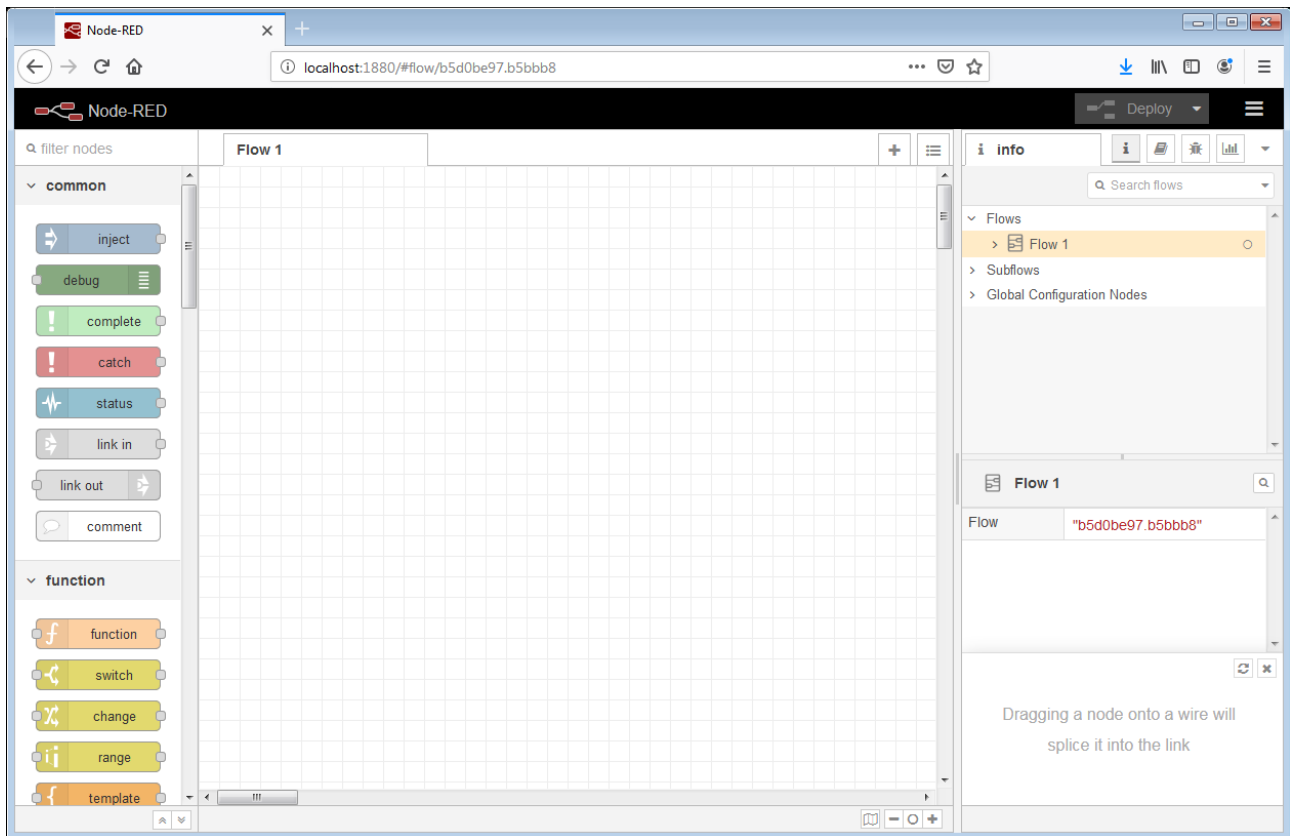 Node-RED
localhost:1880/#flow/b5d0be97.b5bbb8
Node-RED
Deploy
filter nodes
Flow 1
info
common
Search flows
inject
Flows
Flow 1
debug
Subflows
Global Configuration Nodes
complete
catch
status
link in
link out
Flow 1
comment
Flow
"b5d0be97.b5bbb8"
function
function
switch
change
range
template
Dragging a node onto a wire will
splice it into the link